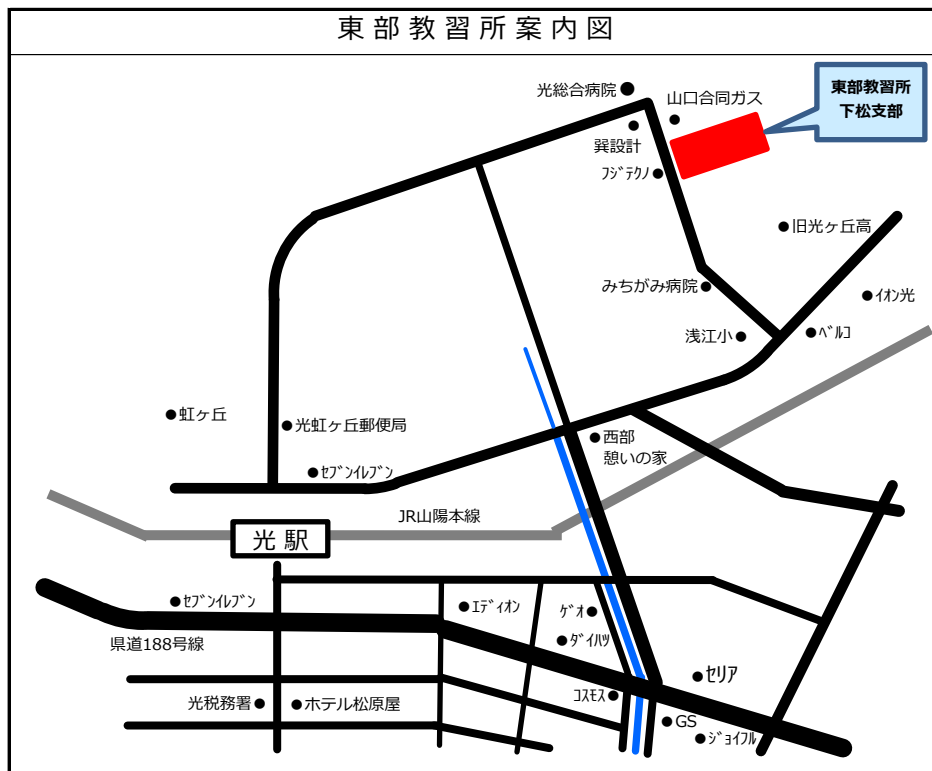 東部教習所案内図
光総合病院
山口合同ガス
東部教習所
下松支部
巽設計
ﾌｼﾞﾃｸﾉ
旧光ヶ丘高
みちがみ病院
ｲｵﾝ光
浅江小
ﾍﾞﾙｺ
虹ヶ丘
光虹ヶ丘郵便局
西部
憩いの家
ｾﾌﾞﾝｲﾚﾌﾞﾝ
JR山陽本線
光駅
ｾﾌﾞﾝｲﾚﾌﾞﾝ
ｴﾃﾞｨｵﾝ
ｹﾞｵ
県道188号線
ﾀﾞｲﾊﾂ
セリア
光税務署
ホテル松原屋
ｺｽﾓｽ
GS
ｼﾞｮｲﾌﾙ